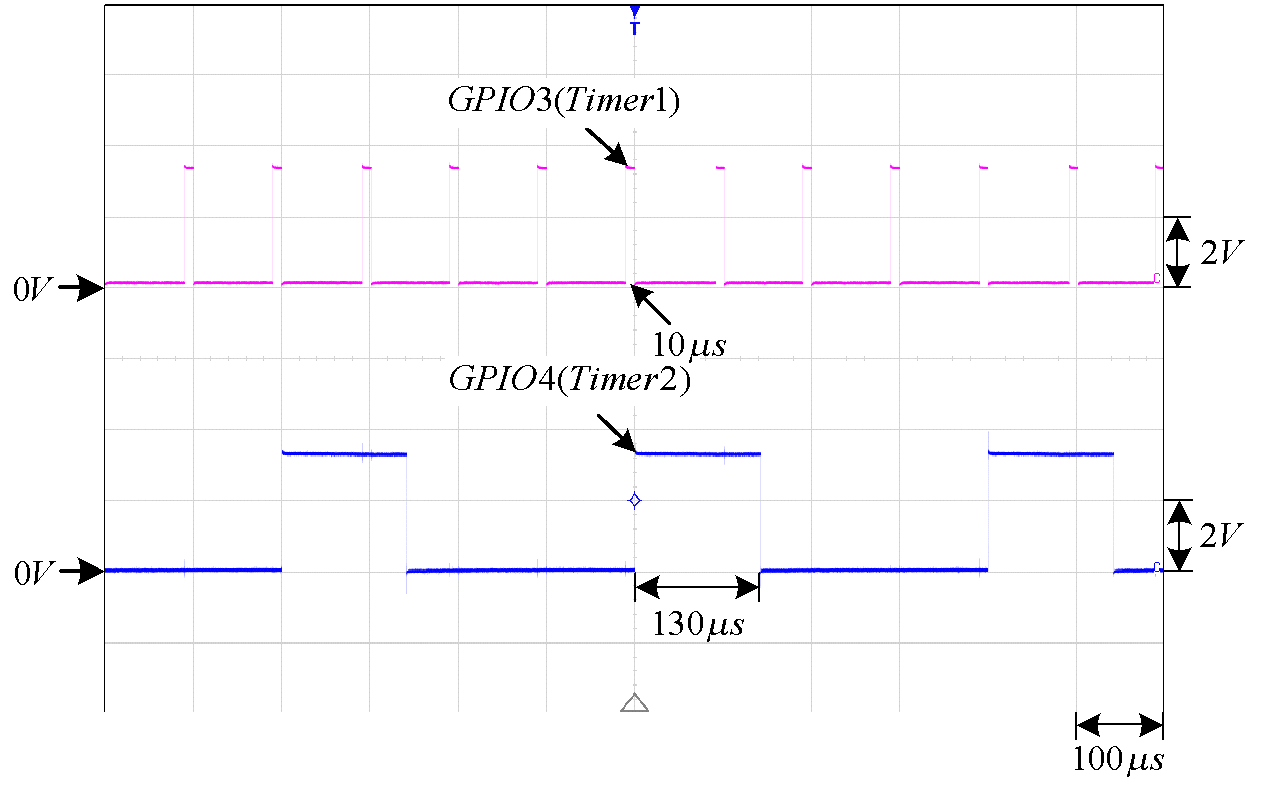 T
GPIO3(Timer1)
2V
0V
10μs
GPIO4(Timer2)
2V
0V
130μs
100μs